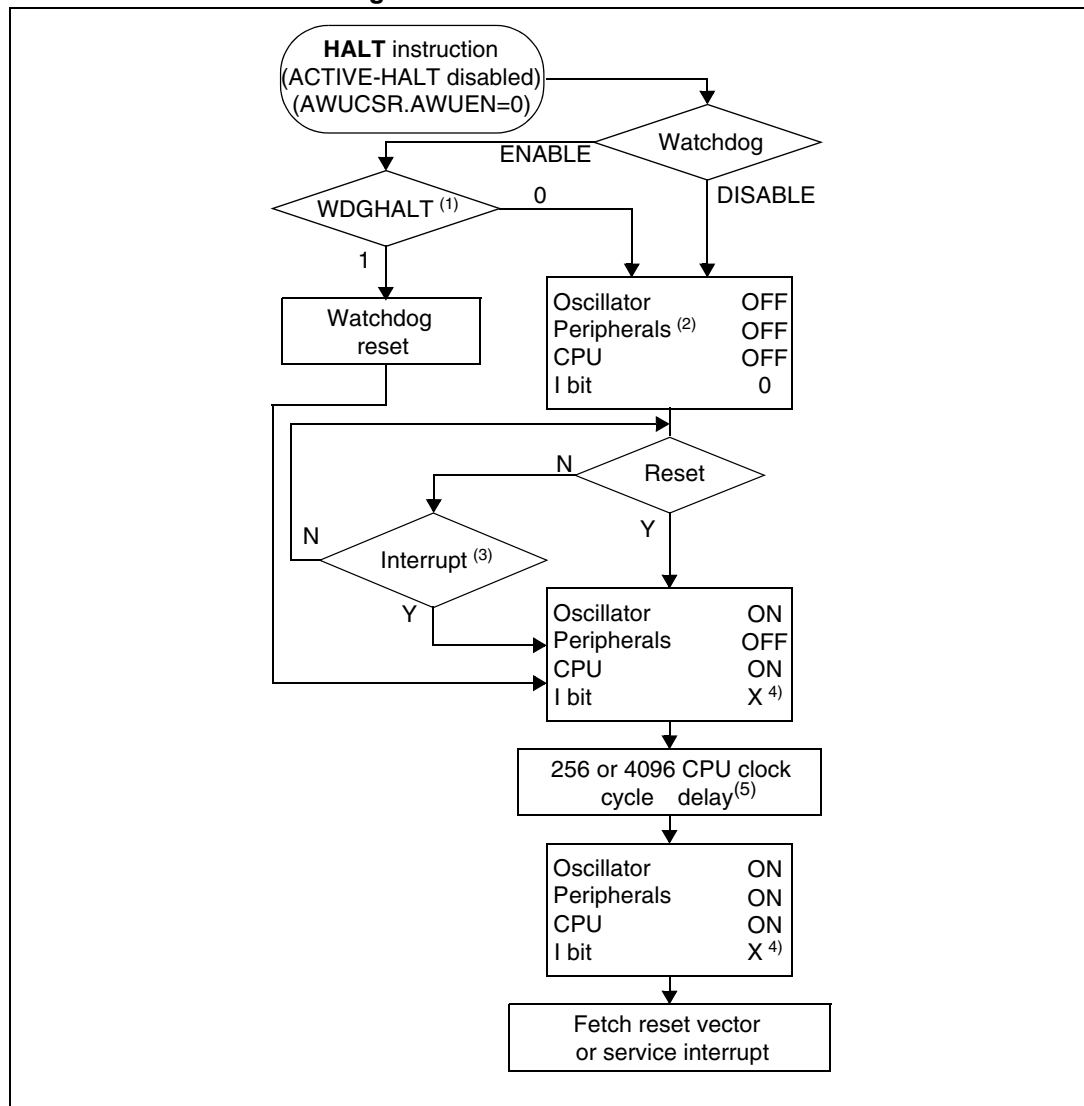 HALT instruction
(ACTIVE-HALT disabled)
(AWUCSR.AWUEN=0)
Watchdog
ENABLE
DISABLE
WDGHALT (1)
0
1
Watchdog
reset
Oscillator OFF
Peripherals (2) OFF
CPU OFF
I bit 0
Reset
N
Y
Interrupt (3)
N
Y
Oscillator ON
Peripherals OFF
CPU ON
I bit X 4)
256 or 4096 CPU clock
cycle delay(5)
Oscillator ON
Peripherals ON
CPU ON
I bit X 4)
Fetch reset vector
or service interrupt